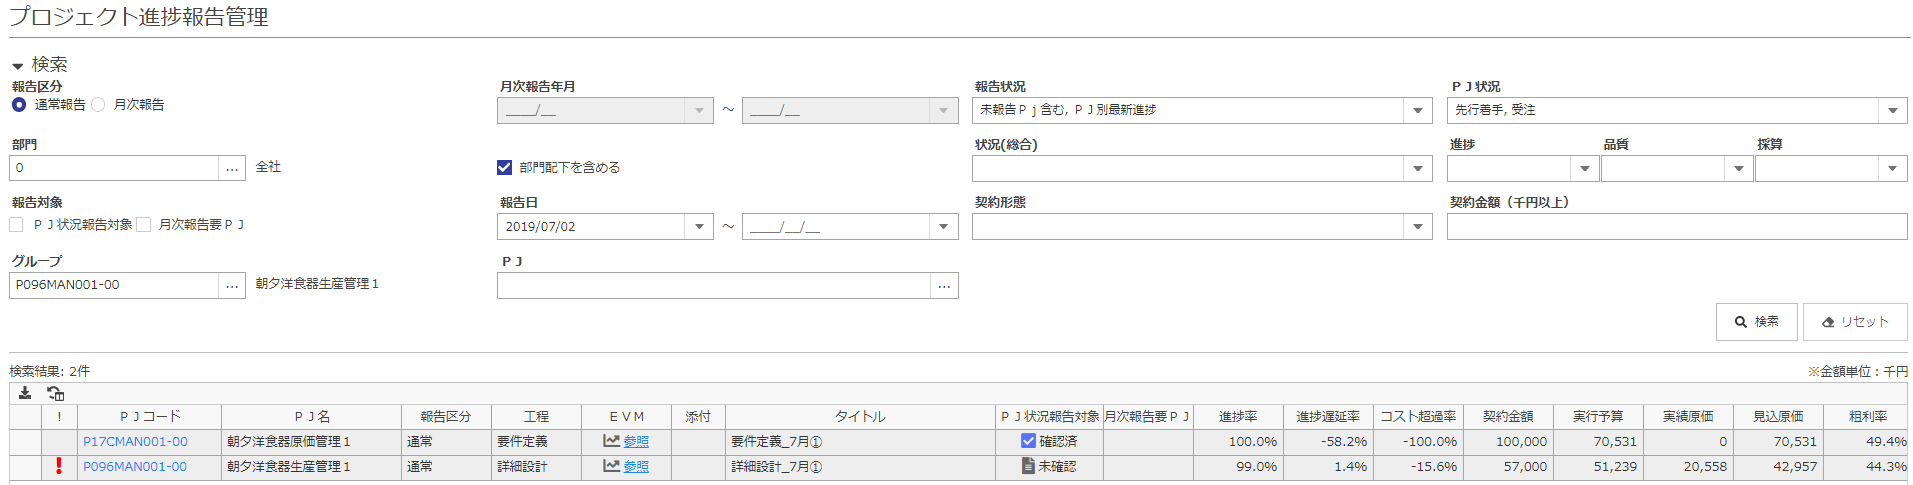 プロジェクト進捗報告管理
検索
報告区分 月次報告年月 報告状況 ＰＪ状況
通常報告 月次報告 ____/__ ～ ____/__ 未報告Ｐｊ含む, ＰＪ別最新進捗 先行着手, 受注
部門 状況(総合) 進捗 品質 採算
0 ... 全社 部門配下を含める
報告対象 報告日 契約形態 契約金額（千円以上）
ＰＪ状況報告対象 月次報告要ＰＪ 2019/07/02 ～ ____/__/__
グループ ＰＪ
P096MAN001-00 ... 朝夕洋食器生産管理１ ...
検索 リセット
検索結果: 2件 ※金額単位：千円
! ＰＪコード ＰＪ名 報告区分 工程 ＥＶＭ 添付 タイトル ＰＪ状況報告対象 月次報告要ＰＪ 進捗率 進捗遅延率 コスト超過率 契約金額 実行予算 実績原価 見込原価 粗利率
P17CMAN001-00 朝夕洋食器原価管理１ 通常 要件定義 参照 要件定義_7月① 確認済 100.0% -58.2% -100.0% 100,000 70,531 0 70,531 49.4%
! P096MAN001-00 朝夕洋食器生産管理１ 通常 詳細設計 参照 詳細設計_7月① 未確認 99.0% 1.4% -15.6% 57,000 51,239 20,558 42,957 44.3%